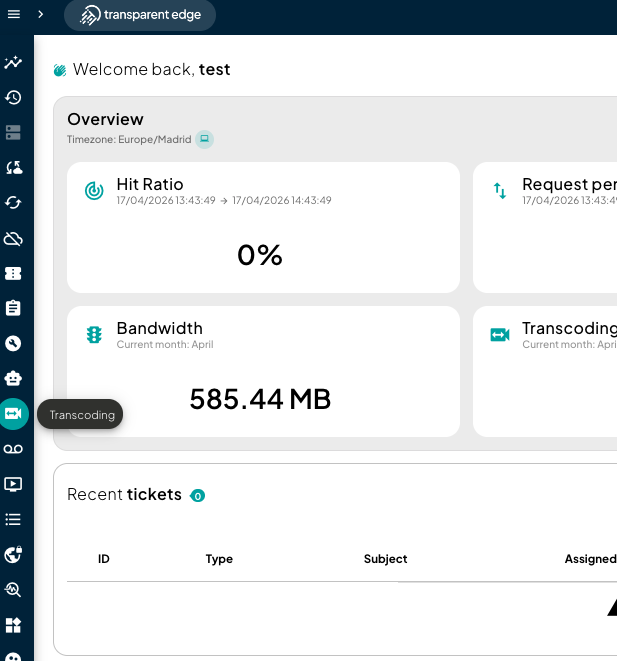 transparent edge
Welcome back, test
Overview
Timezone: Europe/Madrid
Hit Ratio
17/04/2026 13:43:49 → 17/04/2026 14:43:49
0%
Request per
17/04/2026 13:43:49
Bandwidth
Current month: April
585.44 MB
Transcoding
Current month: April
Transcoding
Recent tickets 0
ID Type Subject Assigned